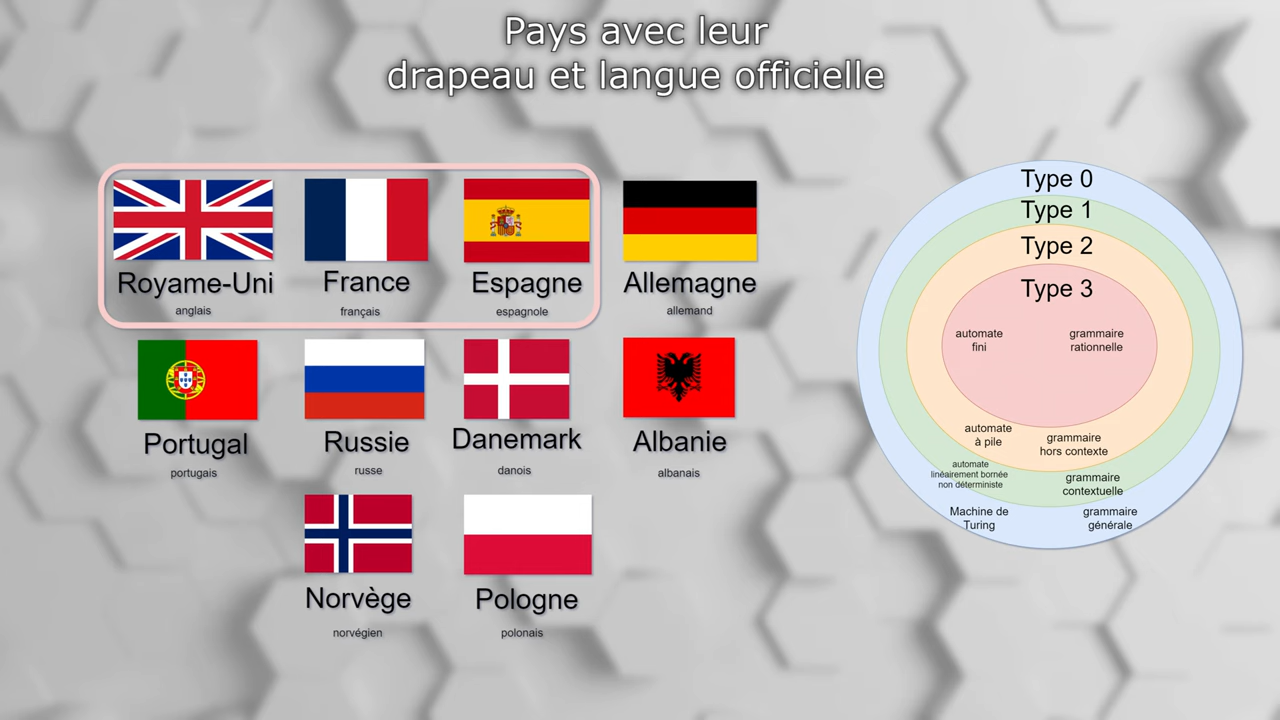 Pays avec leur
drapeau et langue officielle
Royame-Uni
anglais
France
français
Espagne
espagnole
Allemagne
allemand
Portugal
portugais
Russie
russe
Danemark
danois
Albanie
albanais
Norvège
norvégien
Pologne
polonais
Type 0
Type 1
Type 2
Type 3
automate
fini
grammaire
rationnelle
automate
à pile
grammaire
hors contexte
automate
linéairement bornée
non déterministe
grammaire
contextuelle
Machine de
Turing
grammaire
générale